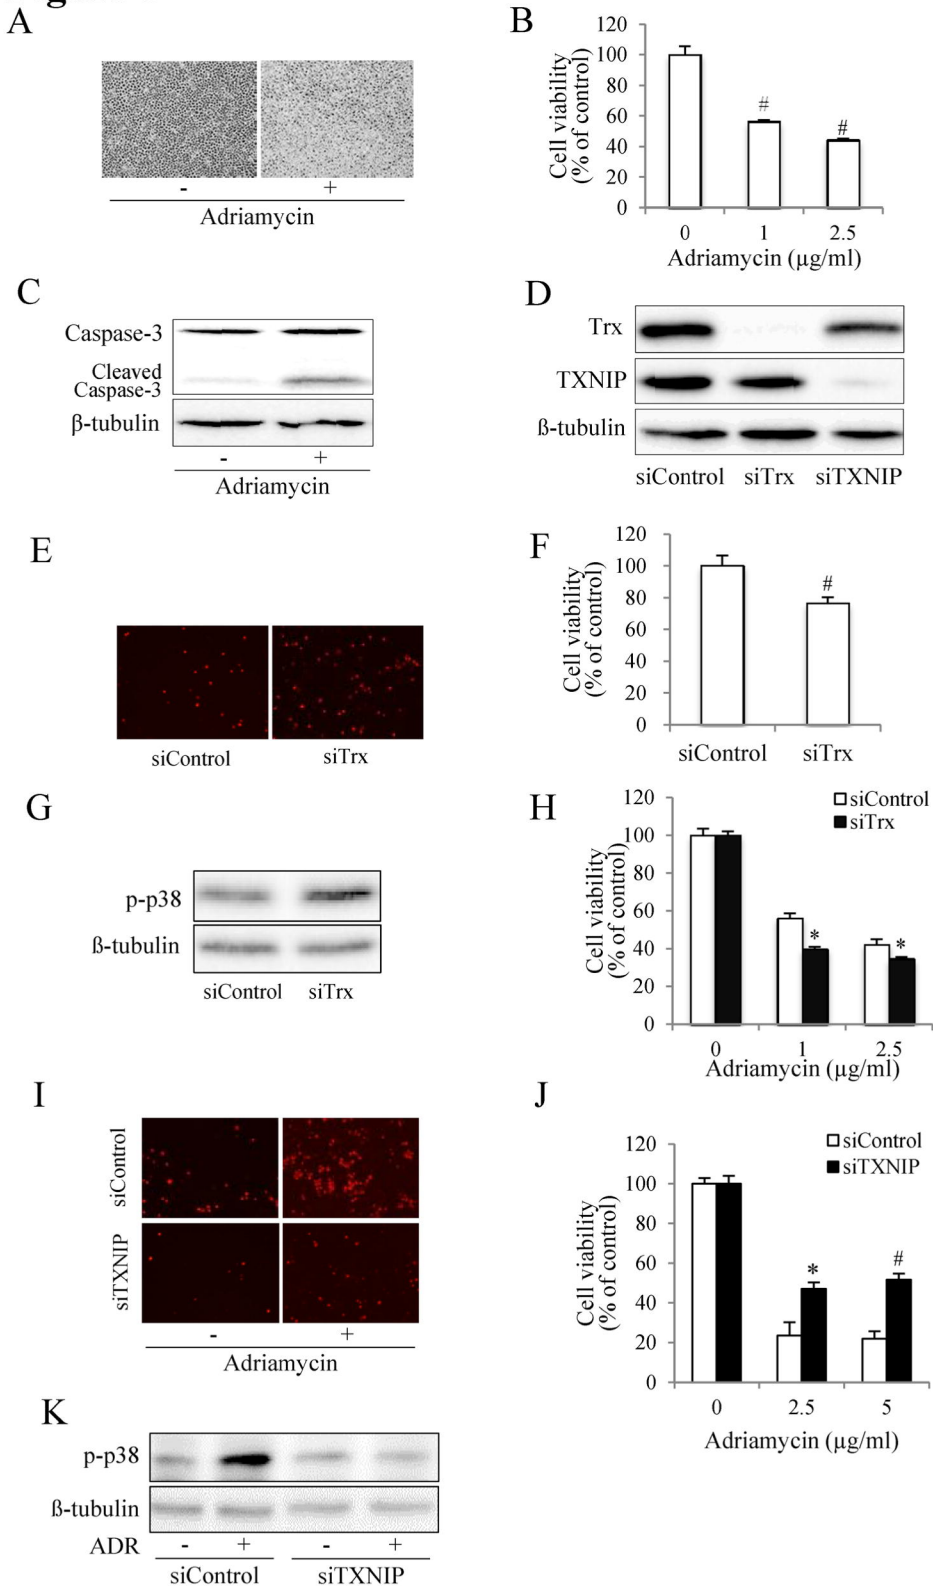 A
-
+
Adriamycin
B
Cell viability
(% of control)
120
100
80
60
40
20
0
#
#
0 1 2.5
Adriamycin (µg/ml)
C
Caspase-3
Cleaved
Caspase-3
β-tubulin
- +
Adriamycin
D
Trx
TXNIP
ß-tubulin
siControl siTrx siTXNIP
E
siControl siTrx
F
Cell viability
(% of control)
120
100
80
60
40
20
0
#
siControl siTrx
G
p-p38
ß-tubulin
siControl siTrx
H
Cell viability
(% of control)
120
100
80
60
40
20
0
siControl
siTrx
*
*
0 1 2.5
Adriamycin (µg/ml)
I
siControl
siTXNIP
- +
Adriamycin
J
Cell viability
(% of control)
120
100
80
60
40
20
0
siControl
siTXNIP
*
#
0 2.5 5
Adriamycin (µg/ml)
K
p-p38
ß-tubulin
ADR - + - +
siControl siTXNIP